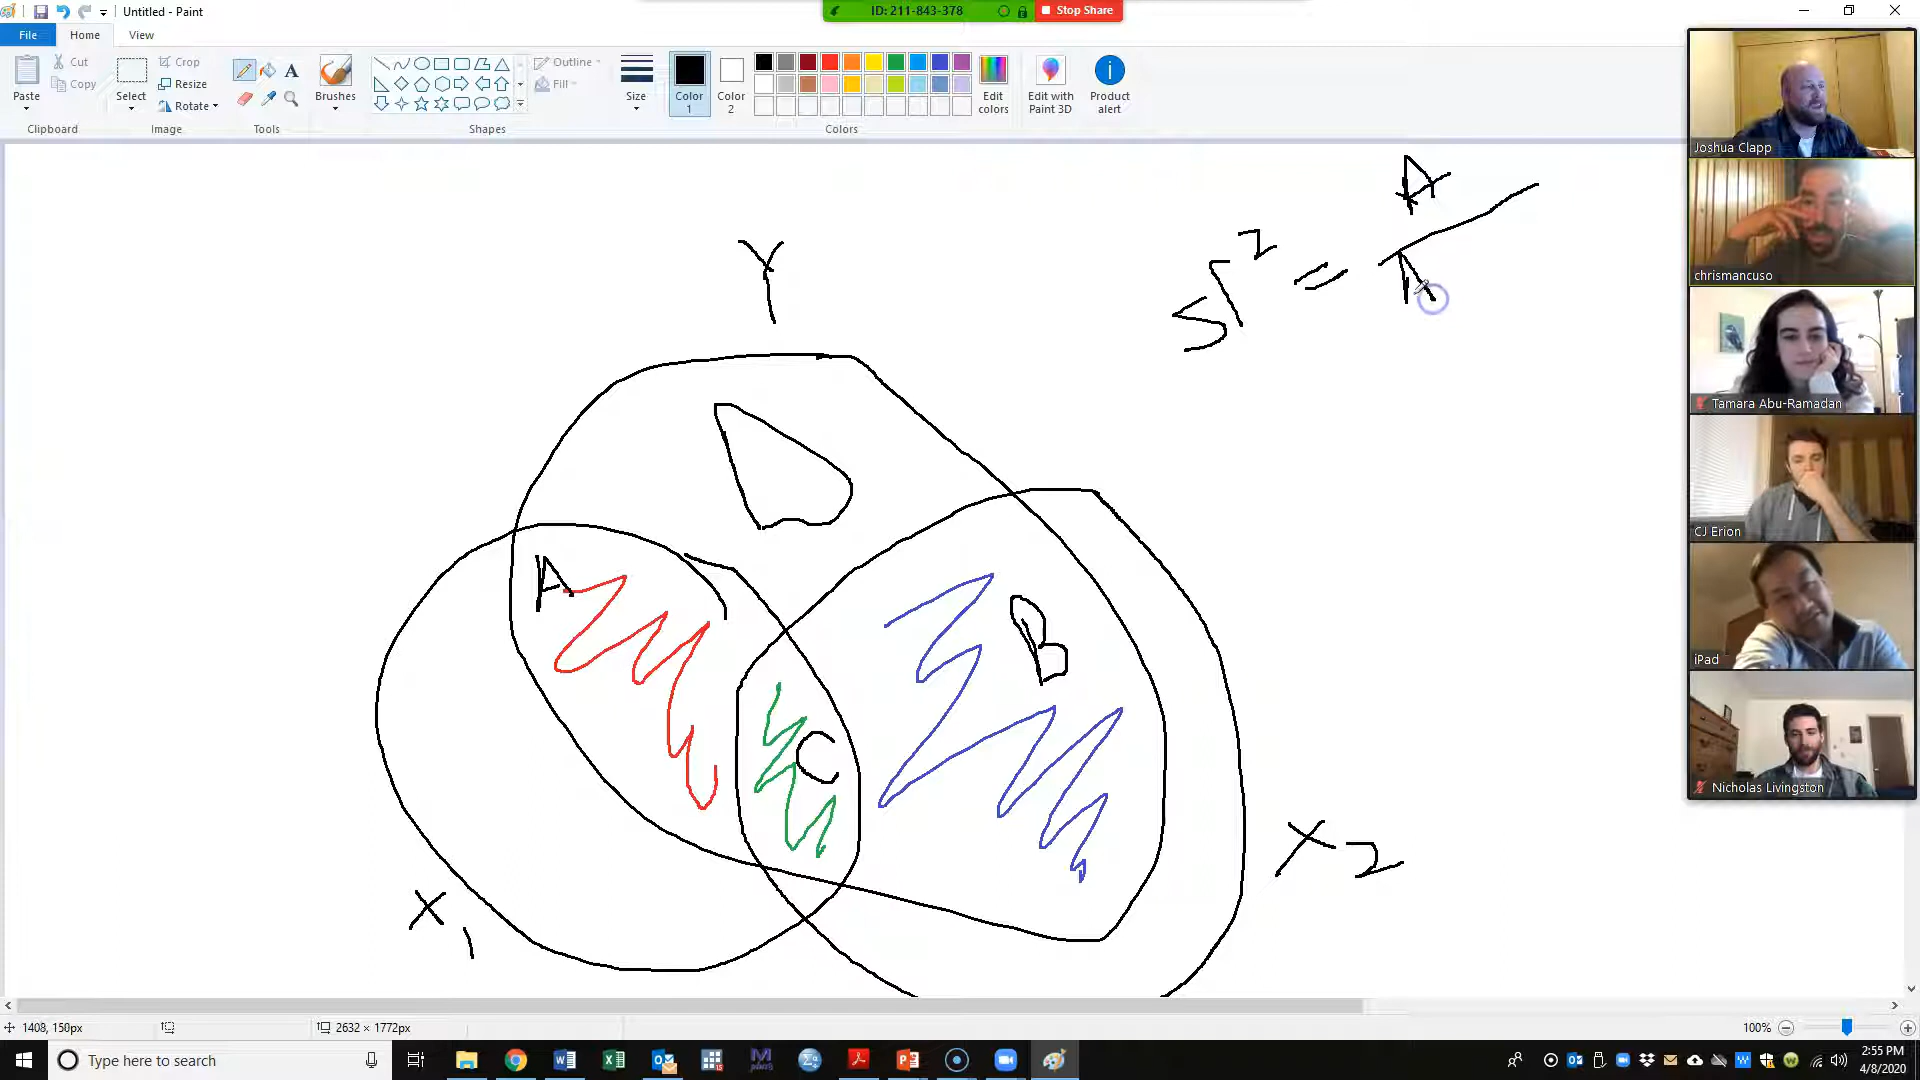 Untitled - Paint
ID: 211-843-378
Stop Share
File
Home
View
Paste
Cut
Copy
Clipboard
Select
Crop
Resize
Rotate
Image
A
Tools
Brushes
Outline
Fill
Shapes
Size
Color
1
Color
2
Edit
colors
Colors
Edit with
Paint 3D
Product
alert
Joshua Clapp
chrismancuso
Tamara Abu-Ramadan
CJ Erion
iPad
Nicholas Livingston
A
sr² =
Y
D
A
B
C
X₁
X₂
1408, 150px
2632 × 1772px
100%
Type here to search
2:55 PM
4/8/2020